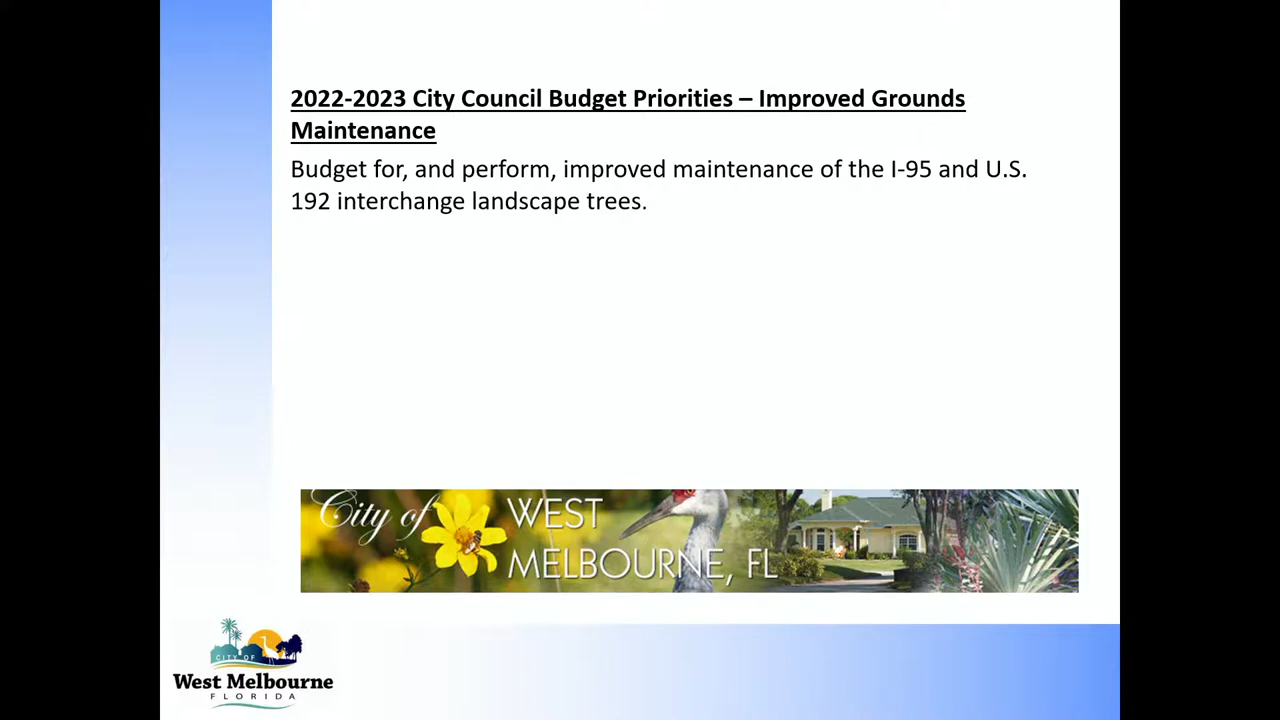 2022-2023 City Council Budget Priorities – Improved Grounds
Maintenance
Budget for, and perform, improved maintenance of the I-95 and U.S.
192 interchange landscape trees.
City of WEST
MELBOURNE, FL
CITY OF
West Melbourne
FLORIDA